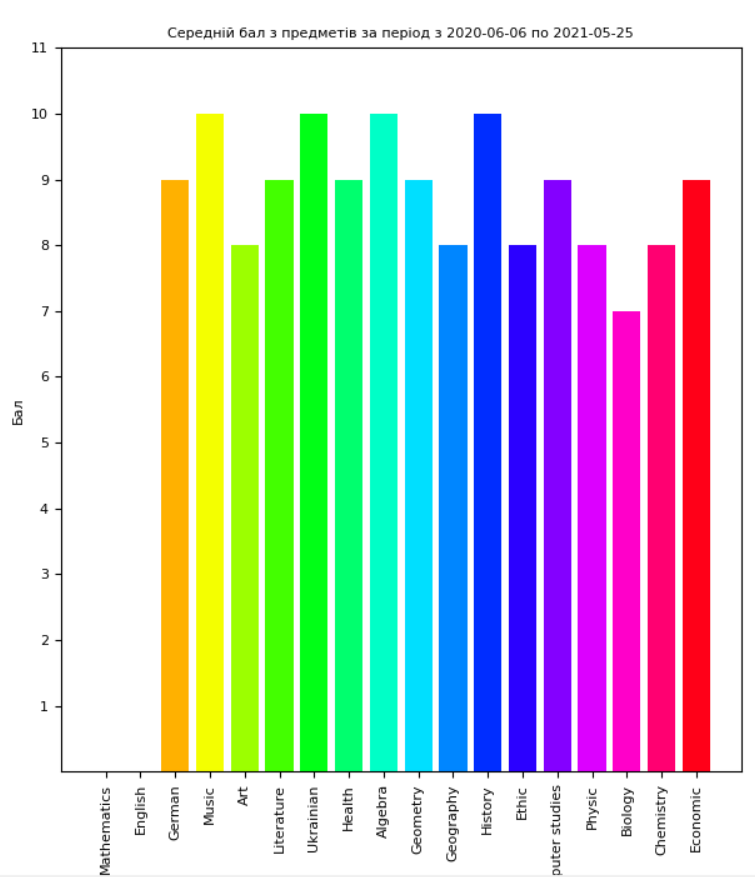 Середній бал з предметів за період з 2020-06-06 по 2021-05-25
11
10
9
8
7
6
5
4
3
2
1
Бал
Mathematics
English
German
Music
Art
Literature
Ukrainian
Health
Algebra
Geometry
Geography
History
Ethic
puter studies
Physic
Biology
Chemistry
Economic